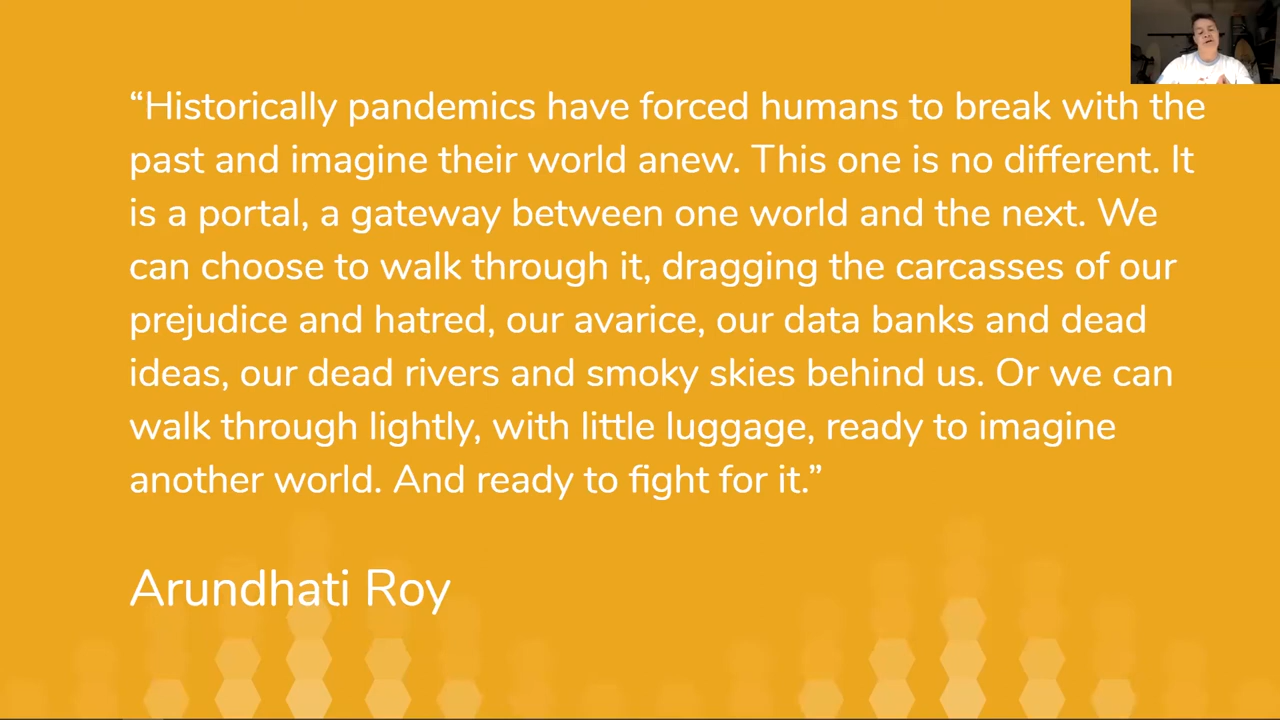 “Historically pandemics have forced humans to break with the
past and imagine their world anew. This one is no different. It
is a portal, a gateway between one world and the next. We
can choose to walk through it, dragging the carcasses of our
prejudice and hatred, our avarice, our data banks and dead
ideas, our dead rivers and smoky skies behind us. Or we can
walk through lightly, with little luggage, ready to imagine
another world. And ready to fight for it.”
Arundhati Roy